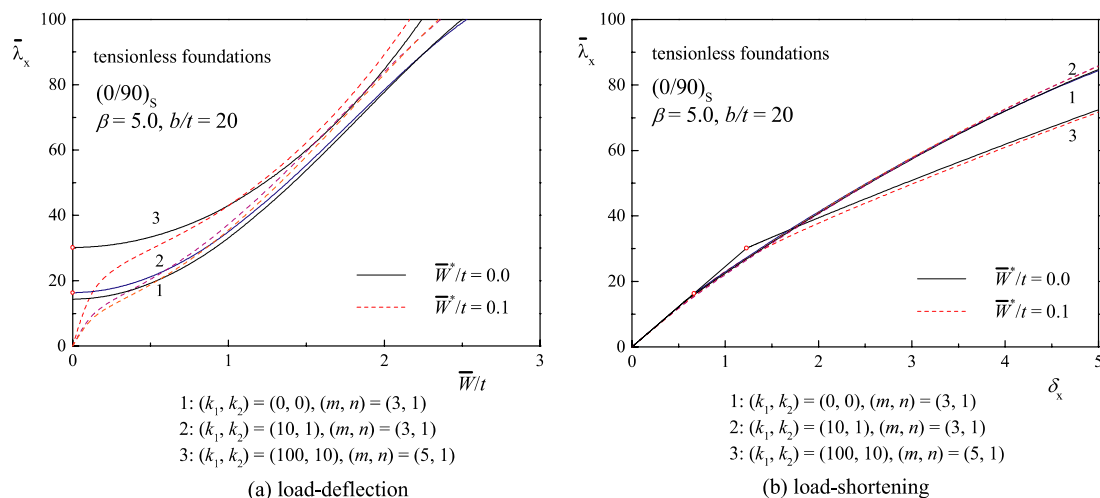 100
80
60
40
20
0
λ̄ₓ
tensionless foundations
(0/90)S
β = 5.0, b/t = 20
3
2
1
W̄*/t = 0.0
W̄*/t = 0.1
0 1 2 3
W̄/t
1: (k₁, k₂) = (0, 0), (m, n) = (3, 1)
2: (k₁, k₂) = (10, 1), (m, n) = (3, 1)
3: (k₁, k₂) = (100, 10), (m, n) = (5, 1)
(a) load-deflection
100
80
60
40
20
0
λ̄ₓ
tensionless foundations
(0/90)S
β = 5.0, b/t = 20
2
1
3
W̄*/t = 0.0
W̄*/t = 0.1
0 1 2 3 4 5
δₓ
1: (k₁, k₂) = (0, 0), (m, n) = (3, 1)
2: (k₁, k₂) = (10, 1), (m, n) = (3, 1)
3: (k₁, k₂) = (100, 10), (m, n) = (5, 1)
(b) load-shortening